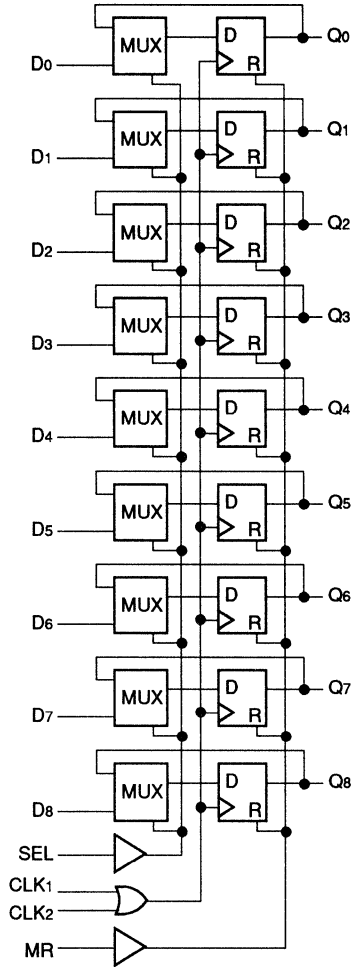 D0 MUX D R Q0
D1 MUX D R Q1
D2 MUX D R Q2
D3 MUX D R Q3
D4 MUX D R Q4
D5 MUX D R Q5
D6 MUX D R Q6
D7 MUX D R Q7
D8 MUX D R Q8
SEL
CLK1
CLK2
MR